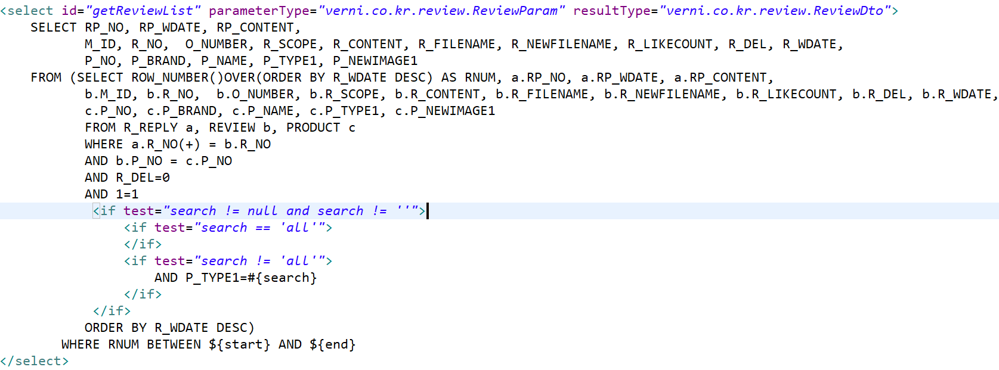 <select id="getReviewList" parameterType="verni.co.kr.review.ReviewParam" resultType="verni.co.kr.review.ReviewDto">
SELECT RP_NO, RP_WDATE, RP_CONTENT,
M_ID, R_NO,  O_NUMBER, R_SCOPE, R_CONTENT, R_FILENAME, R_NEWFILENAME, R_LIKECOUNT, R_DEL, R_WDATE,
P_NO, P_BRAND, P_NAME, P_TYPE1, P_NEWIMAGE1
FROM (SELECT ROW_NUMBER()OVER(ORDER BY R_WDATE DESC) AS RNUM, a.RP_NO, a.RP_WDATE, a.RP_CONTENT,
b.M_ID, b.R_NO,  b.O_NUMBER, b.R_SCOPE, b.R_CONTENT, b.R_FILENAME, b.R_NEWFILENAME, b.R_LIKECOUNT, b.R_DEL, b.R_WDATE,
c.P_NO, c.P_BRAND, c.P_NAME, c.P_TYPE1, c.P_NEWIMAGE1
FROM R_REPLY a, REVIEW b, PRODUCT c
WHERE a.R_NO(+) = b.R_NO
AND b.P_NO = c.P_NO
AND R_DEL=0
AND 1=1
<if test="search != null and search != ''">
<if test="search == 'all'">
</if>
<if test="search != 'all'">
AND P_TYPE1=#{search}
</if>
</if>
ORDER BY R_WDATE DESC)
WHERE RNUM BETWEEN ${start} AND ${end}
</select>